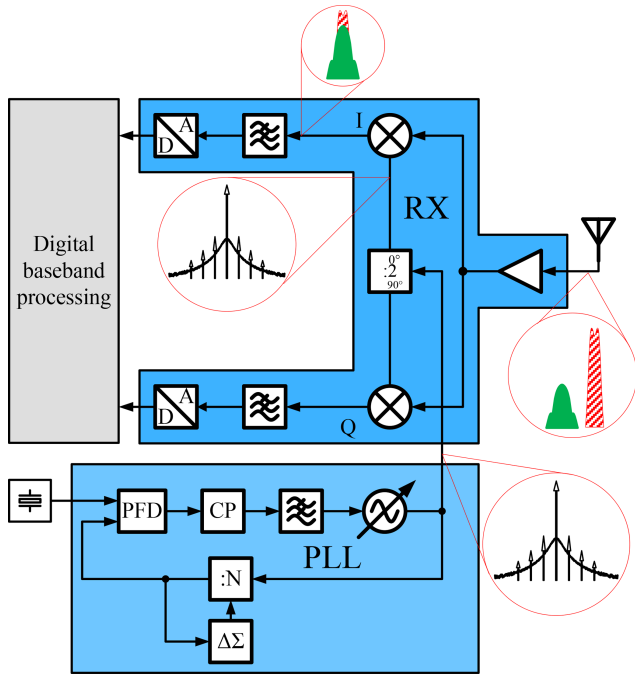 A
D
I
RX
Digital
baseband
processing
0°
:2
90°
A
D
Q
PFD
CP
PLL
:N
ΔΣ